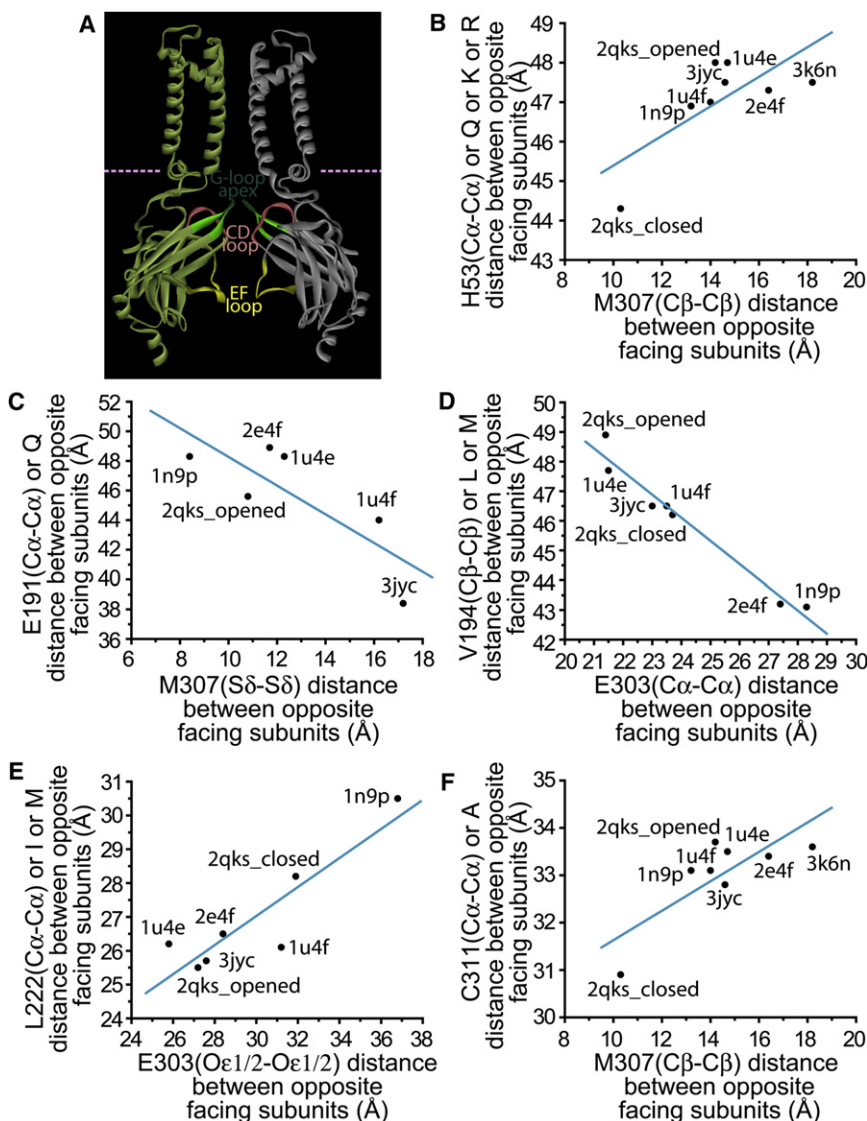 A
G-loop
apex
CD
loop
EF
loop
B
H53(Cα-Cα) or Q or K or R
distance between opposite
facing subunits (Å)
48
47
46
45
44
43
2qks_opened
1u4e
3jyc
3k6n
1u4f
1n9p
2e4f
2qks_closed
8 10 12 14 16 18 20
M307(Cβ-Cβ) distance
between opposite
facing subunits (Å)
C
E191(Cα-Cα) or Q
distance between opposite
facing subunits (Å)
52
50
48
46
44
42
40
38
36
2e4f
1u4e
1n9p
2qks_opened
1u4f
3jyc
6 8 10 12 14 16 18
M307(Sδ-Sδ) distance
between opposite
facing subunits (Å)
D
V194(Cβ-Cβ) or L or M
distance between opposite
facing subunits (Å)
50
49
48
47
46
45
44
43
42
2qks_opened
1u4e
1u4f
3jyc
2qks_closed
2e4f
1n9p
20 21 22 23 24 25 26 27 28 29 30
E303(Cα-Cα) distance
between opposite
facing subunits (Å)
E
L222(Cα-Cα) or I or M
distance between opposite
facing subunits (Å)
31
30
29
28
27
26
25
24
1n9p
2qks_closed
2e4f
1u4e
1u4f
3jyc
2qks_opened
24 26 28 30 32 34 36 38
E303(Oε1/2-Oε1/2) distance
between opposite
facing subunits (Å)
F
C311(Cα-Cα) or A
distance between opposite
facing subunits (Å)
35
34
33
32
31
30
2qks_opened
1u4e
1u4f
1n9p
2e4f
3k6n
3jyc
2qks_closed
8 10 12 14 16 18 20
M307(Cβ-Cβ) distance
between opposite
facing subunits (Å)